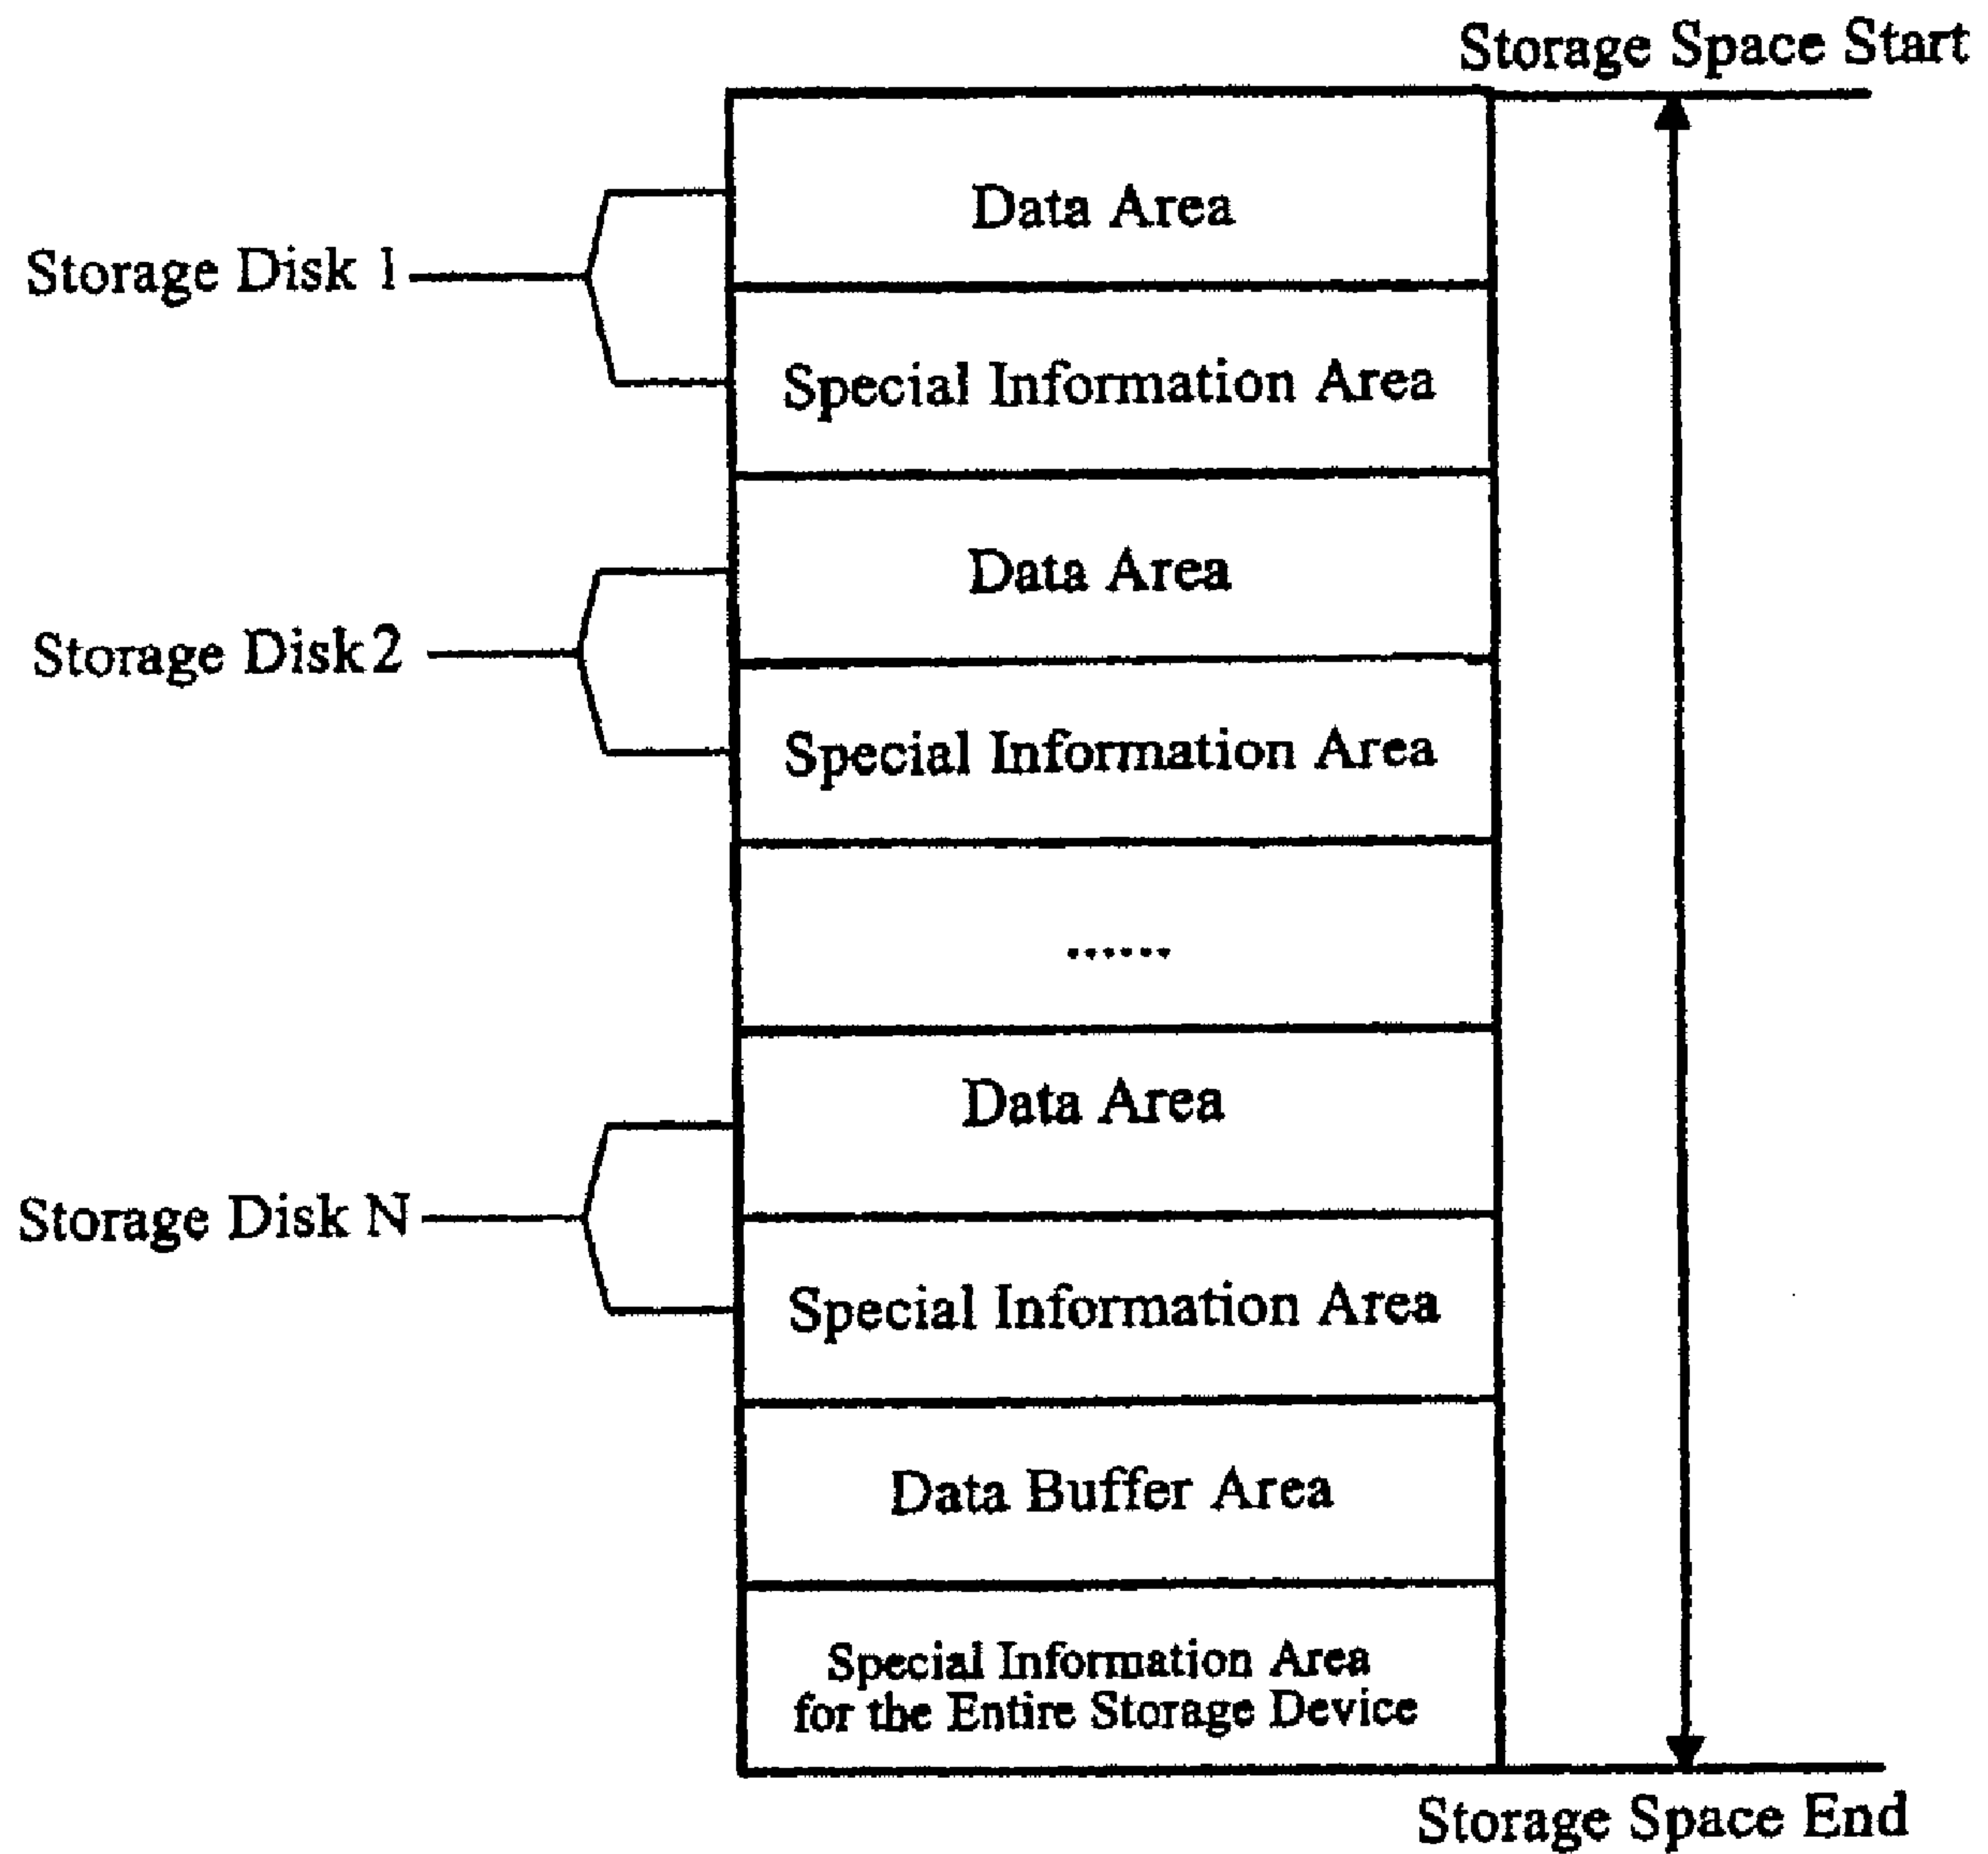 Storage Space Start
Data Area
Storage Disk 1
Special Information Area
Data Area
Storage Disk2
Special Information Area
......
Data Area
Storage Disk N
Special Information Area
Data Buffer Area
Special Information Area
for the Entire Storage Device
Storage Space End